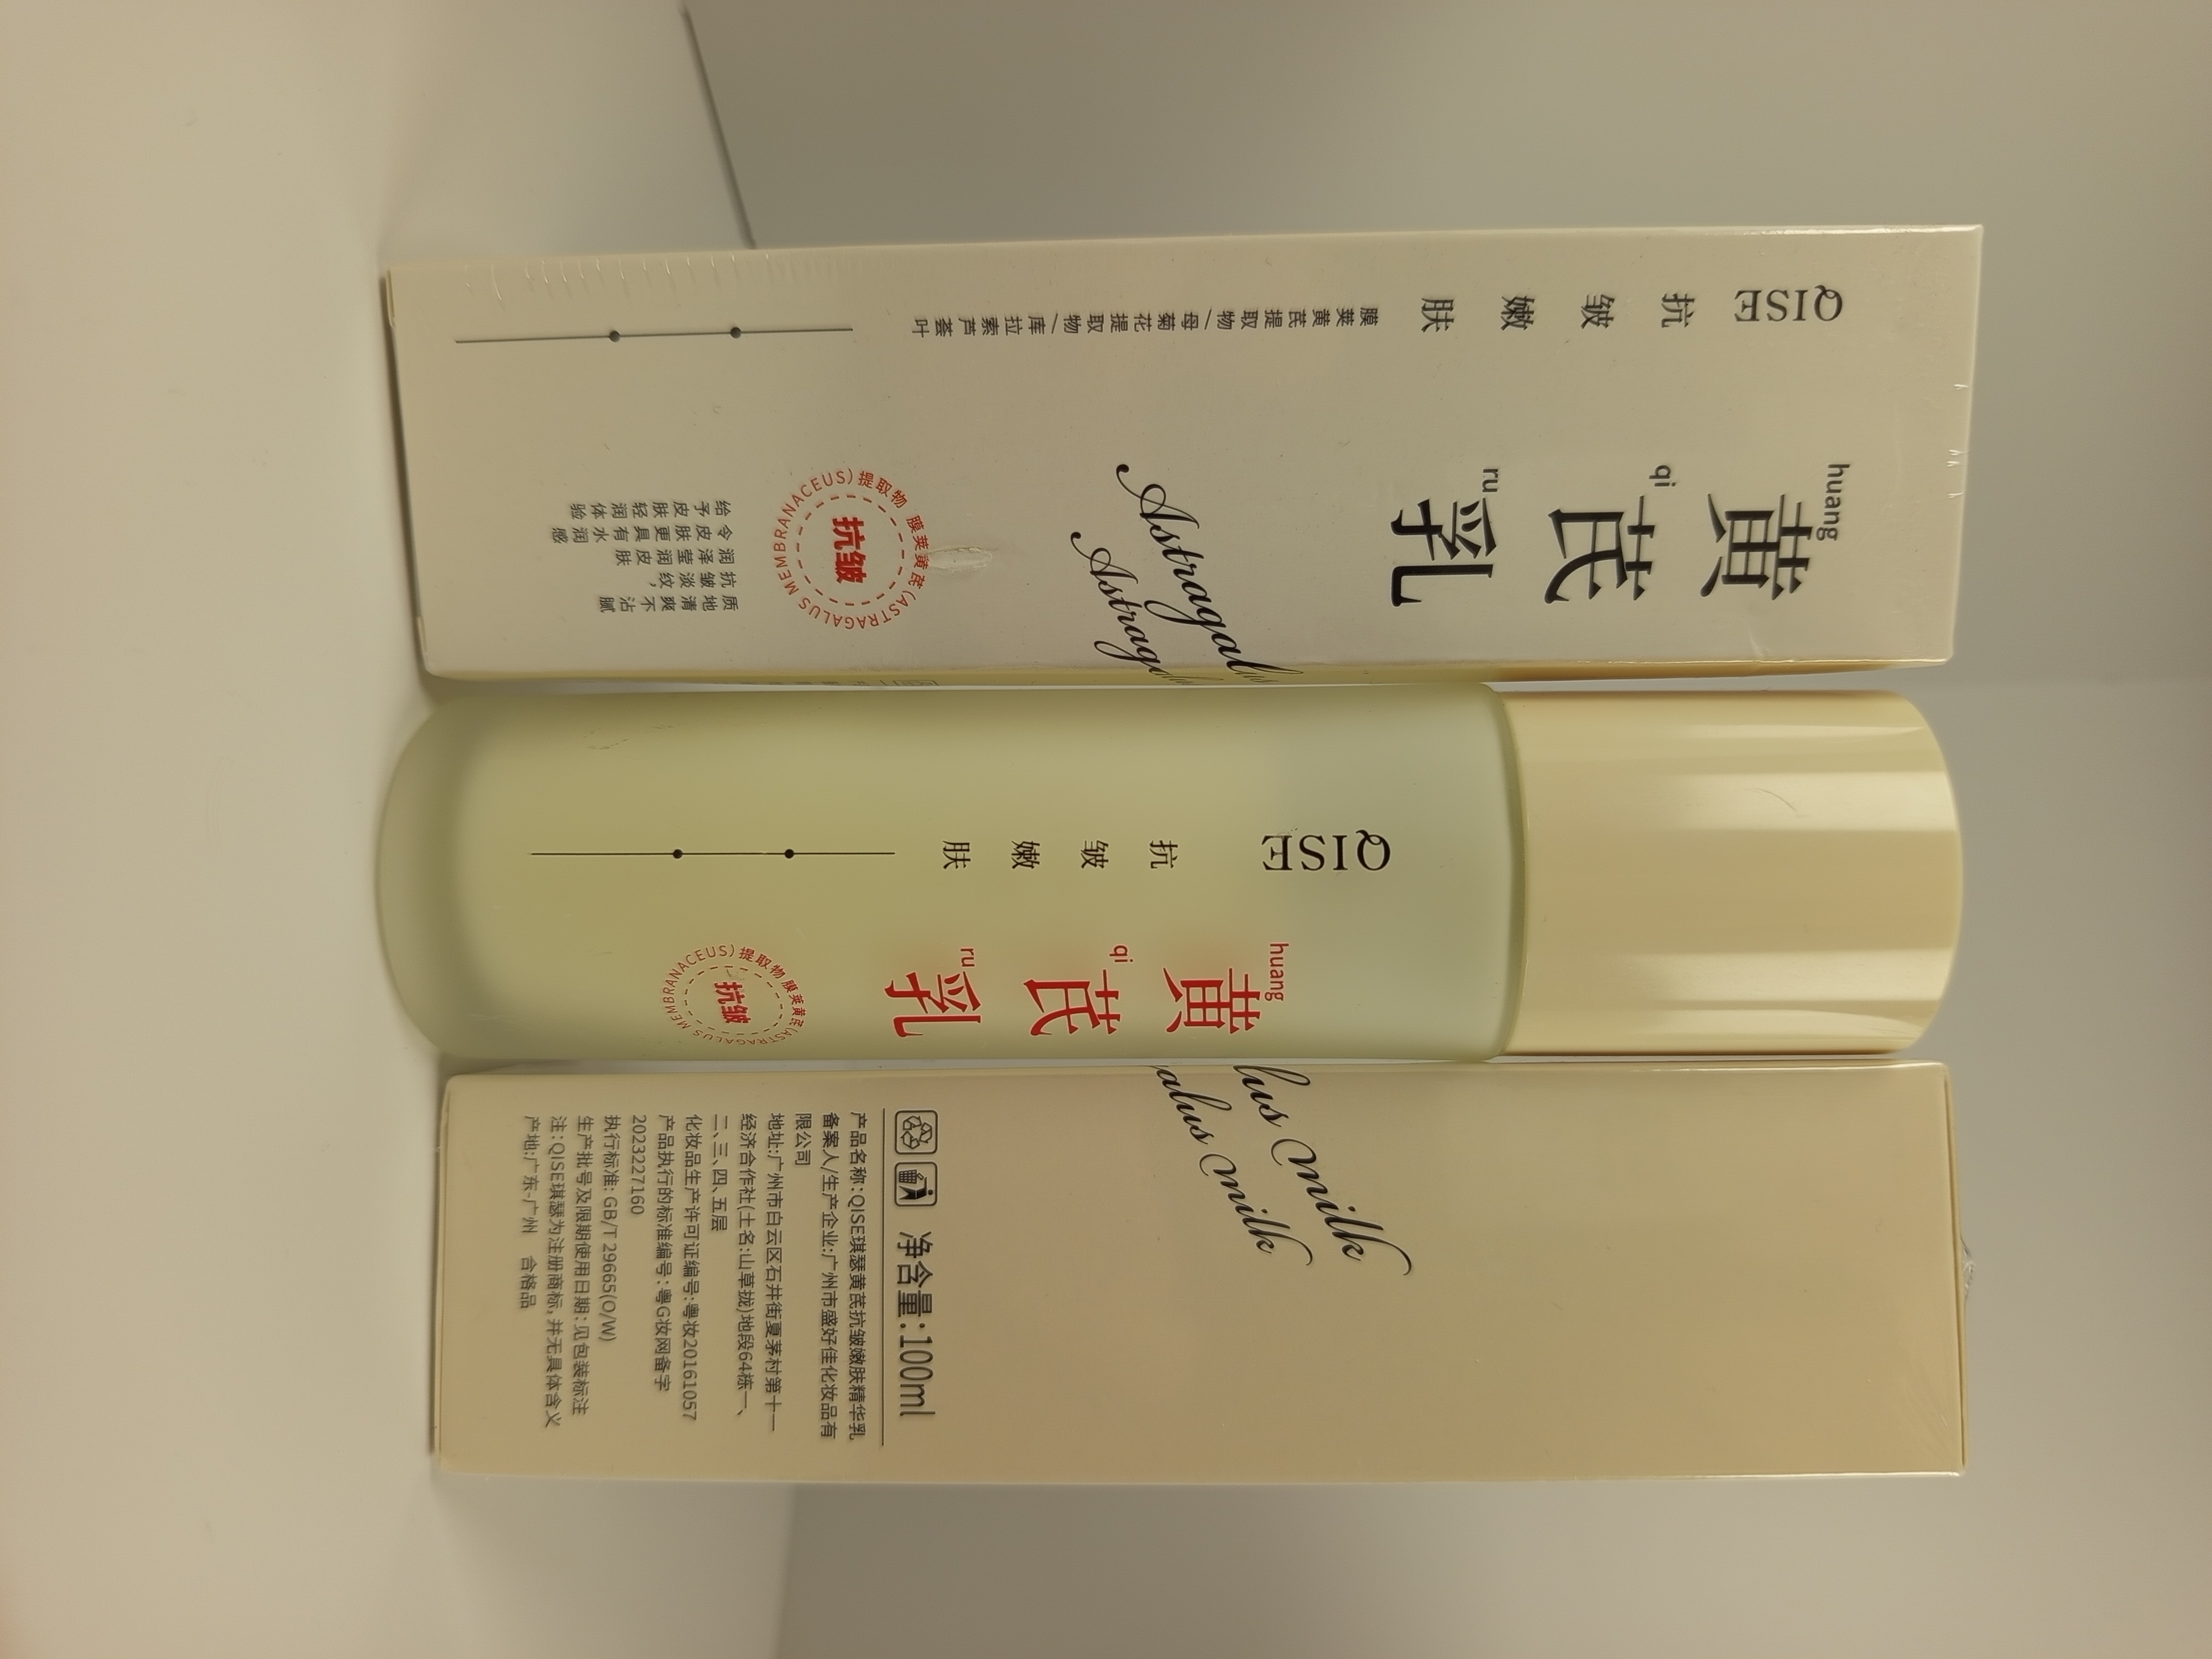 QISE
抗皱嫩肤
膜荚黄芪提取物/母菊花提取物/库拉索芦荟叶
huang
黄
qi
芪
ru
乳
Astragalus
Astragalus
膜荚黄芪(ASTRAGALUS MEMBRANACEUS)提取物
抗皱
质地清爽不沾腻
抗皱淡纹,
润泽莹润皮肤
令皮肤更具有水润感
给予皮肤轻润体验
QISE
抗皱嫩肤
huang
黄
qi
芪
ru
乳
膜荚黄芪(ASTRAGALUS MEMBRANACEUS)提取物
抗皱
lus milk
alus milk
净含量:100ml
产品名称:QISE琪瑟黄芪抗皱嫩肤精华乳
备案人/生产企业:广州市盛好佳化妆品有
限公司
地址:广州市白云区石井街夏茅村第十一
经济合作社(土名:山草拢)地段64栋一、
二、三、四、五层
化妆品生产许可证编号:粤妆20161057
产品执行的标准编号:粤G妆网备字
2023227160
执行标准: GB/T 29665(O/W)
生产批号及限期使用日期:见包装标注
注:QISE琪瑟为注册商标,并无具体含义
产地:广东-广州 合格品